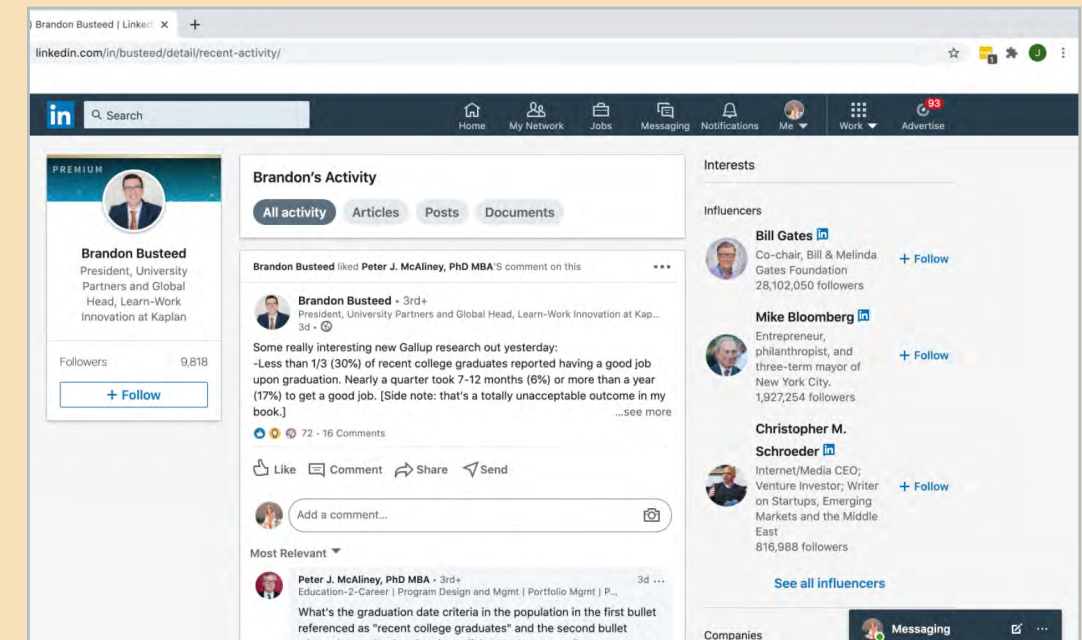 ) Brandon Busteed | Linked
linkedin.com/in/busteed/detail/recent-activity/
1
J
in
Search
Home
My Network
Jobs
Messaging
Notifications
Me
Work
93
Advertise
PREMIUM
Brandon Busteed
President, University
Partners and Global
Head, Learn-Work
Innovation at Kaplan
Followers 9,818
+ Follow
Brandon's Activity
All activity Articles Posts Documents
Brandon Busteed liked Peter J. McAliney, PhD MBA'S comment on this
Brandon Busteed • 3rd+
President, University Partners and Global Head, Learn-Work Innovation at Kap...
3d •
Some really interesting new Gallup research out yesterday:
-Less than 1/3 (30%) of recent college graduates reported having a good job
upon graduation. Nearly a quarter took 7-12 months (6%) or more than a year
(17%) to get a good job. [Side note: that's a totally unacceptable outcome in my
book.] ...see more
72 • 16 Comments
Like Comment Share Send
Add a comment...
Most Relevant
Peter J. McAliney, PhD MBA • 3rd+ 3d ...
Education-2-Career | Program Design and Mgmt | Portfolio Mgmt | P...
What's the graduation date criteria in the population in the first bullet
referenced as "recent college graduates" and the second bullet
Interests
Influencers
Bill Gates in
Co-chair, Bill & Melinda
Gates Foundation
28,102,050 followers
+ Follow
Mike Bloomberg in
Entrepreneur,
philanthropist, and
three-term mayor of
New York City.
1,927,254 followers
+ Follow
Christopher M.
Schroeder in
Internet/Media CEO;
Venture Investor; Writer
on Startups, Emerging
Markets and the Middle
East
816,988 followers
+ Follow
See all influencers
Companies
Messaging